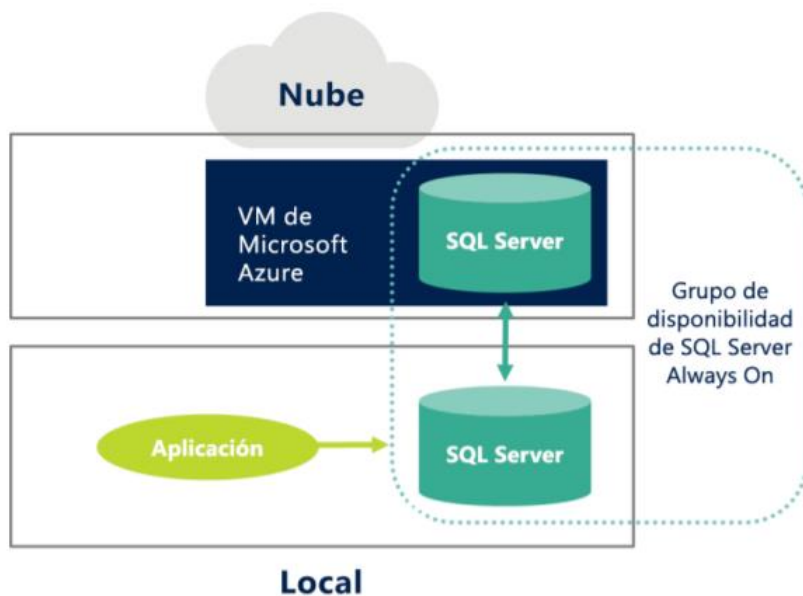 Nube
VM de
Microsoft
Azure
SQL Server
Grupo de
disponibilidad
de SQL Server
Always On
Aplicación
SQL Server
Local